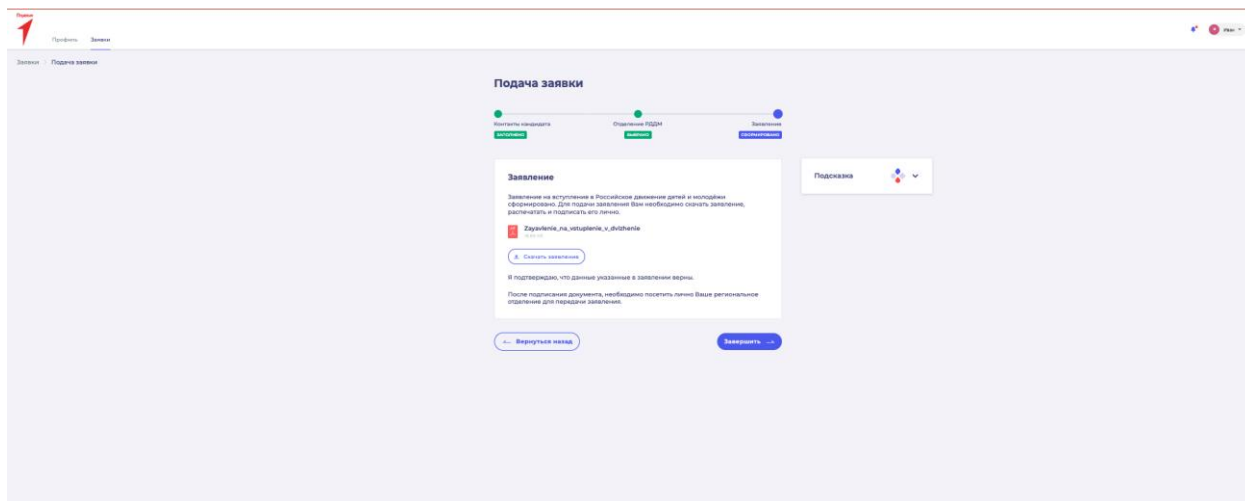 Профиль Заявки
Иван
Заявки Подача заявки
Подача заявки
Контакты кандидата Отделение РДДМ Заявление
ЗАПОЛНЕНО ВЫБРАНО СФОРМИРОВАНО
Заявление
Подсказка
Заявление на вступление в Российское движение детей и молодёжи
сформировано. Для подачи заявления Вам необходимо скачать заявление,
распечатать и подписать его лично.
Zayavlenie_na_vstuplenie_v_dvizhenie
Скачать заявление
Я подтверждаю, что данные указанные в заявлении верны.
После подписания документа, необходимо посетить лично Ваше региональное
отделение для передачи заявления.
Вернуться назад Завершить